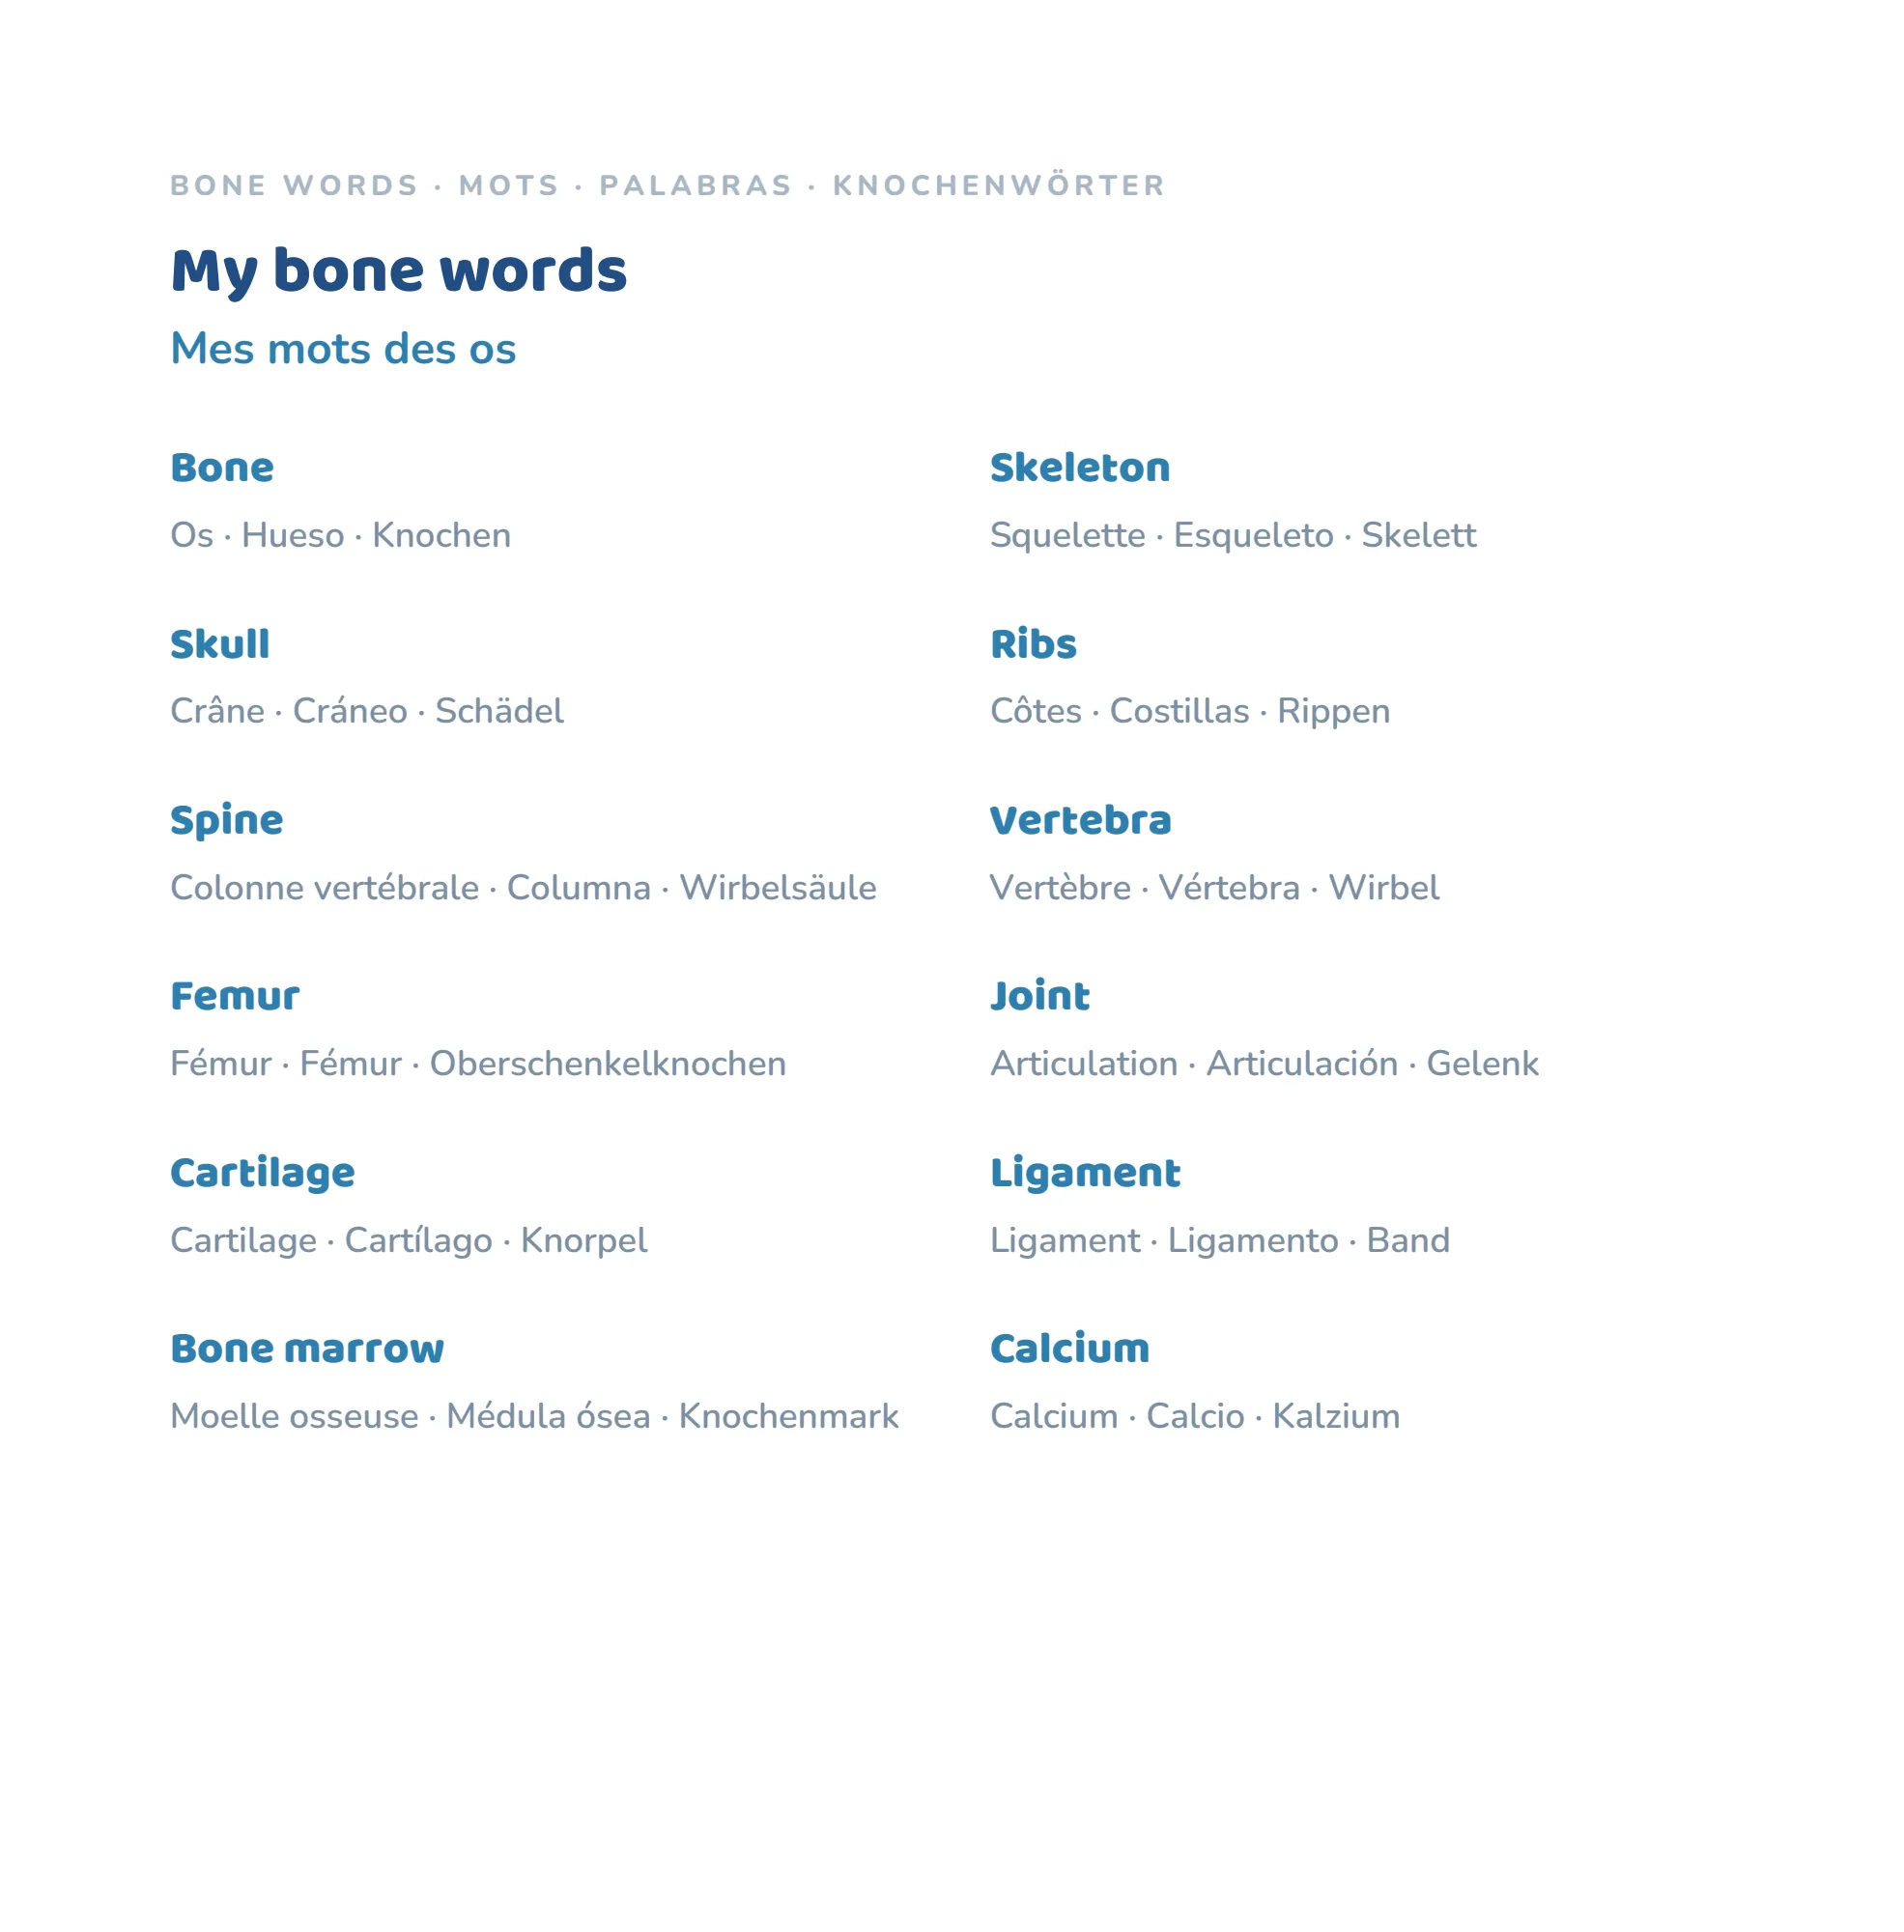 BONE WORDS · MOTS · PALABRAS · KNOCHENWÖRTER
My bone words
Mes mots des os
Bone
Os · Hueso · Knochen
Skeleton
Squelette · Esqueleto · Skelett
Skull
Crâne · Cráneo · Schädel
Ribs
Côtes · Costillas · Rippen
Spine
Colonne vertébrale · Columna · Wirbelsäule
Vertebra
Vertèbre · Vértebra · Wirbel
Femur
Fémur · Fémur · Oberschenkelknochen
Joint
Articulation · Articulación · Gelenk
Cartilage
Cartilage · Cartílago · Knorpel
Ligament
Ligament · Ligamento · Band
Bone marrow
Moelle osseuse · Médula ósea · Knochenmark
Calcium
Calcium · Calcio · Kalzium